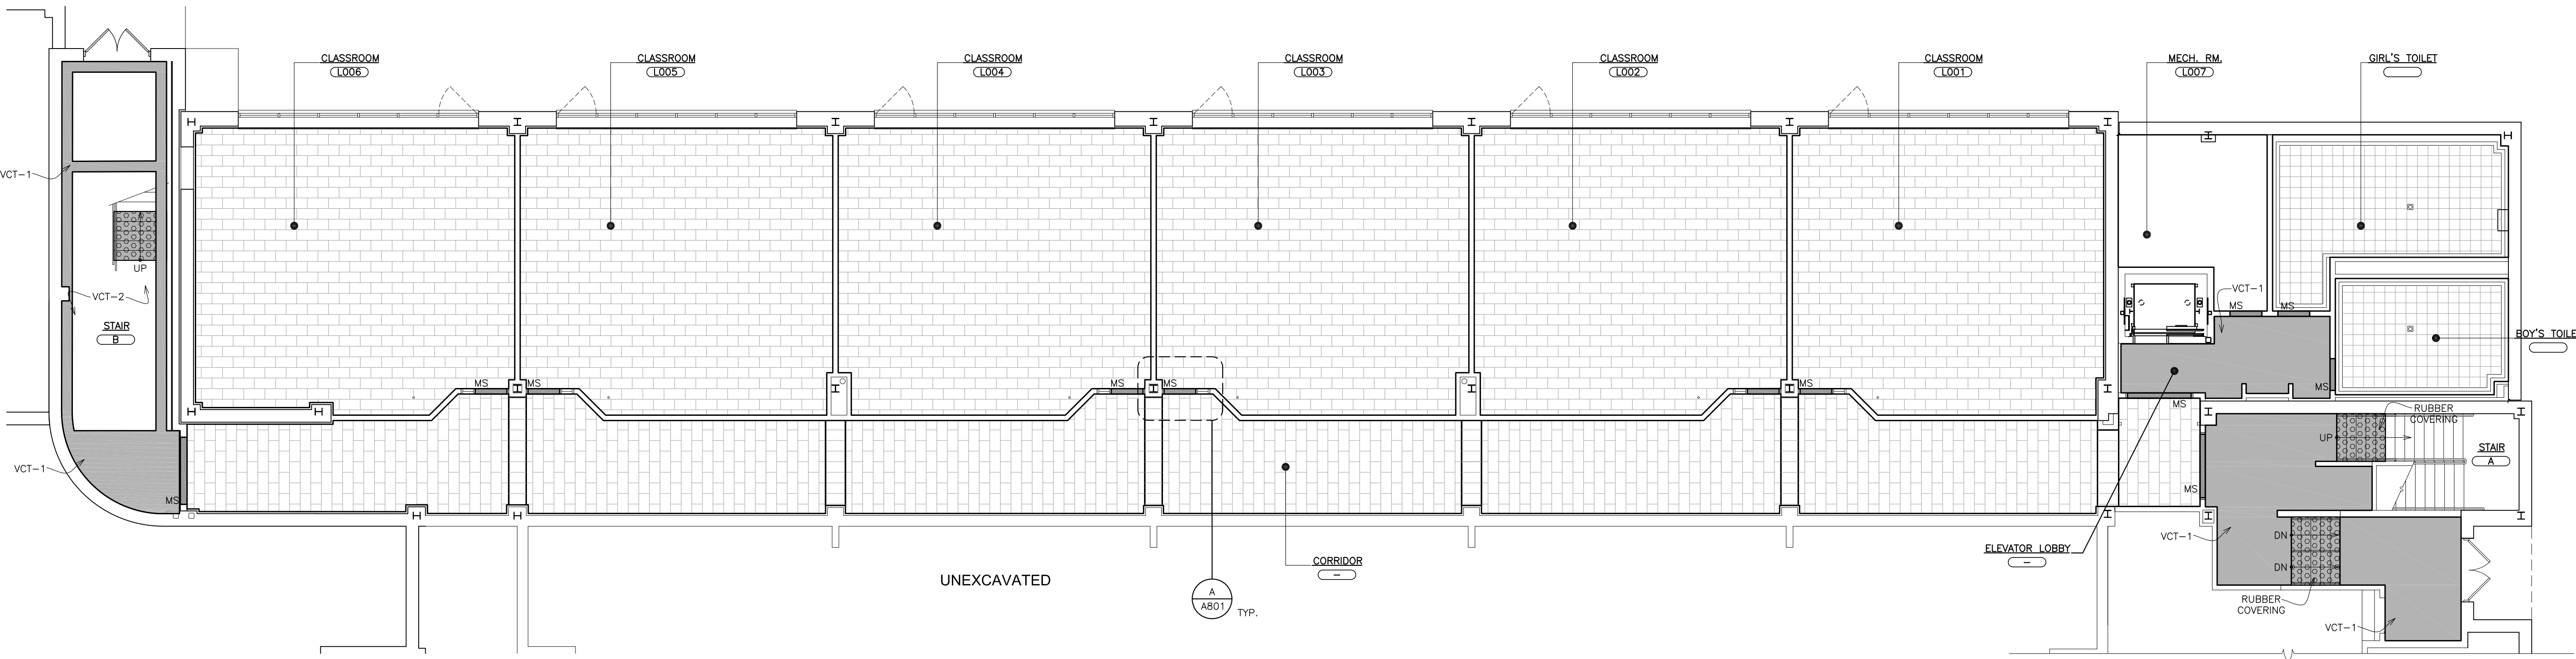 CLASSROOM
L006
CLASSROOM
L005
CLASSROOM
L004
CLASSROOM
L003
CLASSROOM
L002
CLASSROOM
L001
MECH. RM.
L007
GIRL'S TOILET
VCT-1
UP
VCT-2
STAIR
B
VCT-1
MS
MS
MS
MS
MS
MS
VCT-1
MS
MS
MS
MS
BOY'S TOILE
RUBBER
COVERING
UP
STAIR
A
MS
VCT-1
DN
DN
RUBBER
COVERING
VCT-1
ELEVATOR LOBBY
-
CORRIDOR
-
UNEXCAVATED
A
A801
TYP.